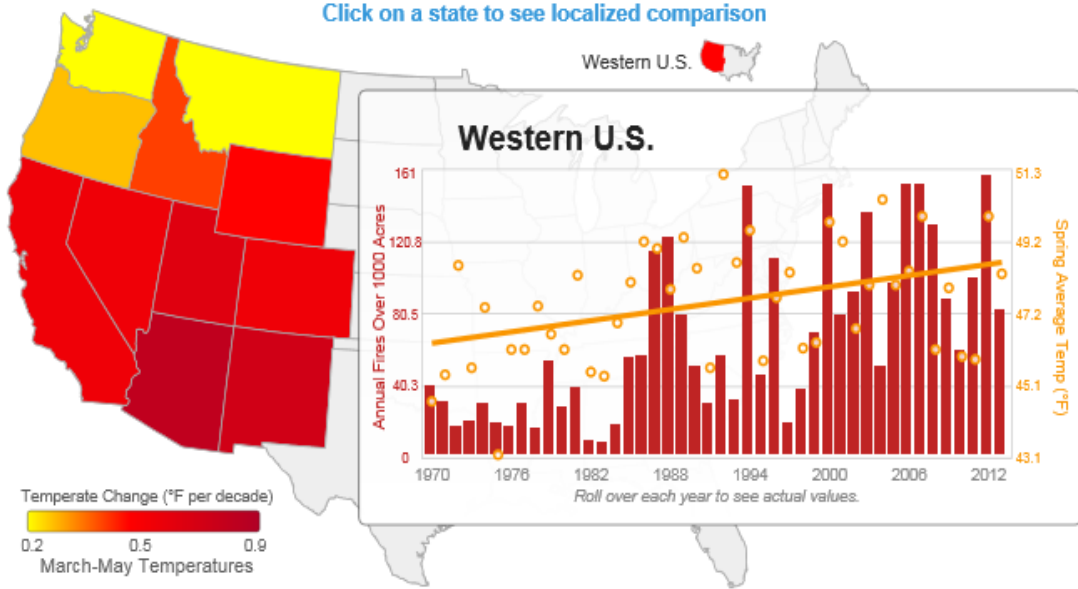 Click on a state to see localized comparison
Western U.S.
Western U.S.
161
120.8
80.5
40.3
0
Annual Fires Over 1000 Acres
51.3
49.2
47.2
45.1
43.1
Spring Average Temp (°F)
1970 1976 1982 1988 1994 2000 2006 2012
Roll over each year to see actual values.
Temperate Change (°F per decade)
0.2 0.5 0.9
March-May Temperatures